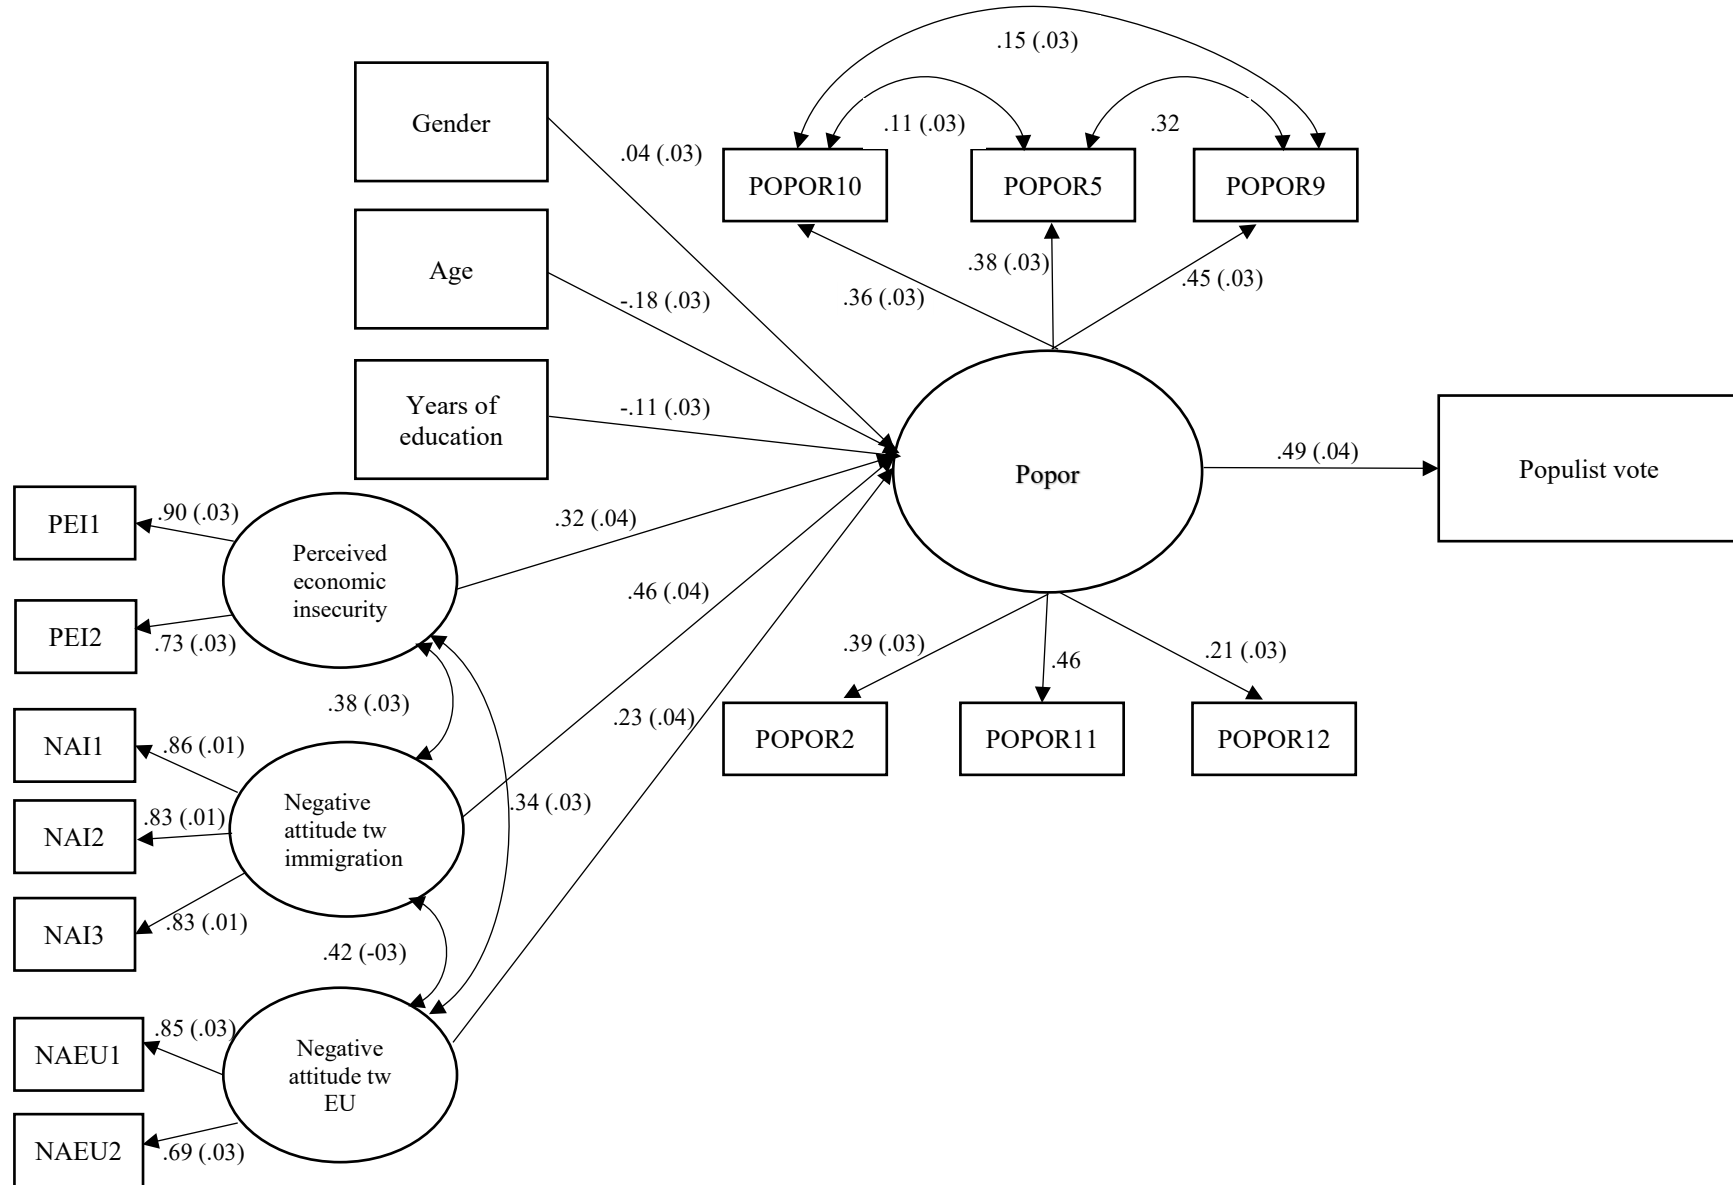 .15 (.03)
Gender
.04 (.03)
.11 (.03)
.32
POPOR10
POPOR5
POPOR9
Age
-.18 (.03)
.36 (.03)
.38 (.03)
.45 (.03)
Years of
education
-.11 (.03)
Popor
.49 (.04)
Populist vote
PEI1
.90 (.03)
Perceived
economic
insecurity
.32 (.04)
PEI2
.73 (.03)
.46 (.04)
.39 (.03)
.46
.21 (.03)
.38 (.03)
.23 (.04)
POPOR2
POPOR11
POPOR12
NAI1
.86 (.01)
NAI2
.83 (.01)
Negative
attitude tw
immigration
.34 (.03)
NAI3
.83 (.01)
.42 (-03)
NAEU1
.85 (.03)
Negative
attitude tw
EU
NAEU2
.69 (.03)